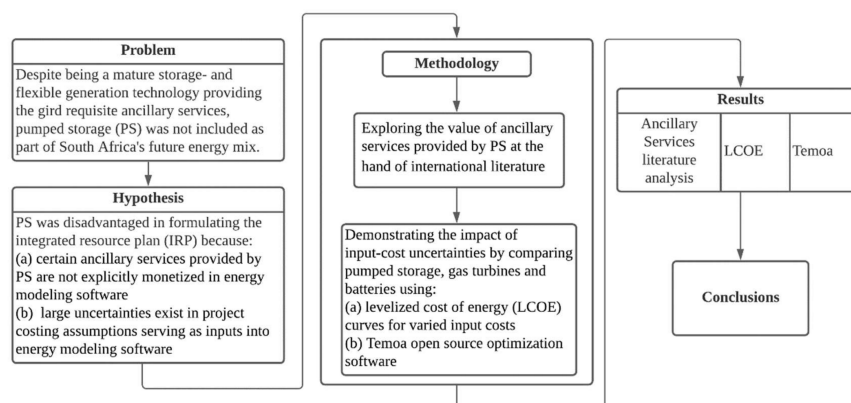 Problem
Despite being a mature storage- and
flexible generation technology providing
the gird requisite ancillary services,
pumped storage (PS) was not included as
part of South Africa's future energy mix.
Hypothesis
PS was disadvantaged in formulating the
integrated resource plan (IRP) because:
(a) certain ancillary services provided by
PS are not explicitly monetized in energy
modeling software
(b) large uncertainties exist in project
costing assumptions serving as inputs into
energy modeling software
Methodology
Exploring the value of ancillary
services provided by PS at the
hand of international literature
Demonstrating the impact of
input-cost uncertainties by comparing
pumped storage, gas turbines and
batteries using:
(a) levelized cost of energy (LCOE)
curves for varied input costs
(b) Temoa open source optimization
software
Results
Ancillary
Services
literature
analysis
LCOE
Temoa
Conclusions